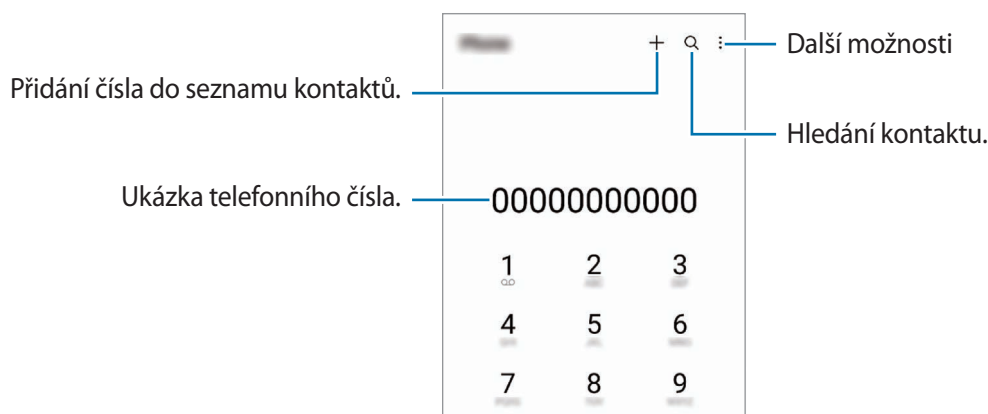 Další možnosti
Přidání čísla do seznamu kontaktů.
Hledání kontaktu.
Ukázka telefonního čísla.
00000000000
1 2 3
4 5 6
7 8 9